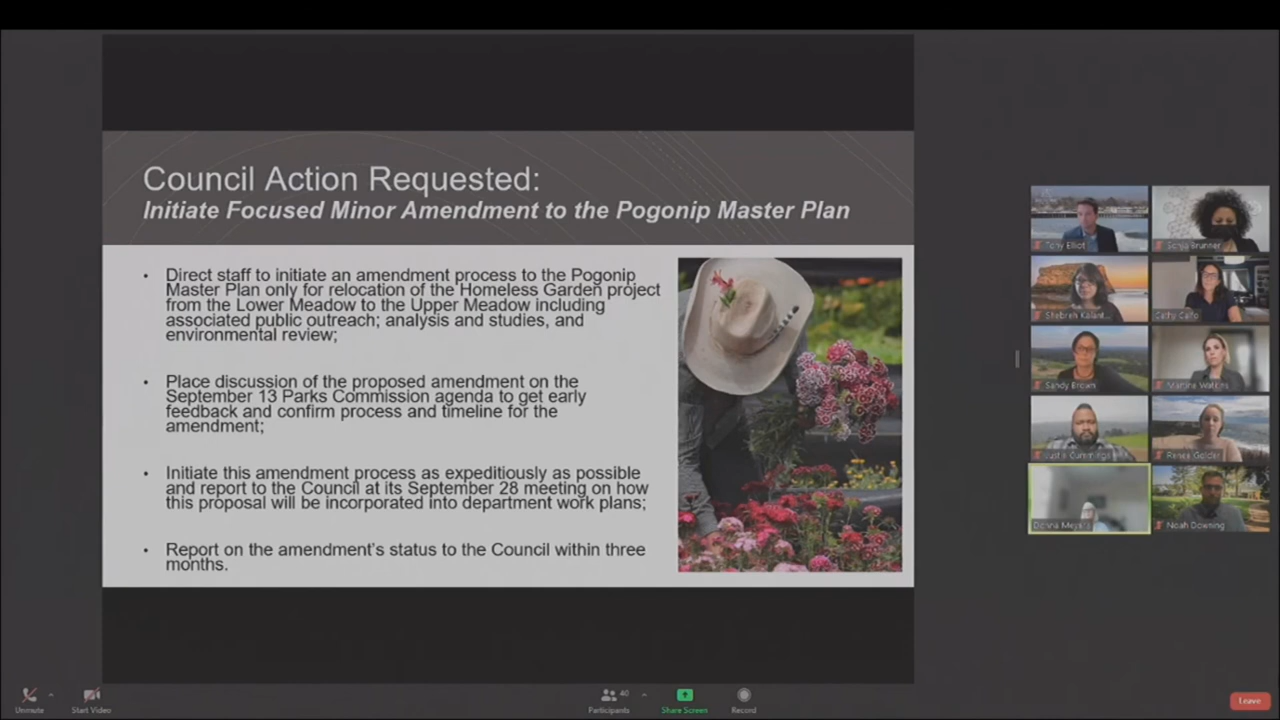 Council Action Requested:
Initiate Focused Minor Amendment to the Pogonip Master Plan
• Direct staff to initiate an amendment process to the Pogonip
Master Plan only for relocation of the Homeless Garden project
from the Lower Meadow to the Upper Meadow including
associated public outreach; analysis and studies, and
environmental review;
• Place discussion of the proposed amendment on the
September 13 Parks Commission agenda to get early
feedback and confirm process and timeline for the
amendment;
• Initiate this amendment process as expeditiously as possible
and report to the Council at its September 28 meeting on how
this proposal will be incorporated into department work plans;
• Report on the amendment's status to the Council within three
months.
Tony Elliot
Sonja Brunner
Shebreh
Cathy
Sandy Brown
Martine Watkins
Justin Cummings
Renee Golder
Donna Meyers
Noah Downing
Unmute
Start Video
40
Participants
Share Screen
Record
Leave